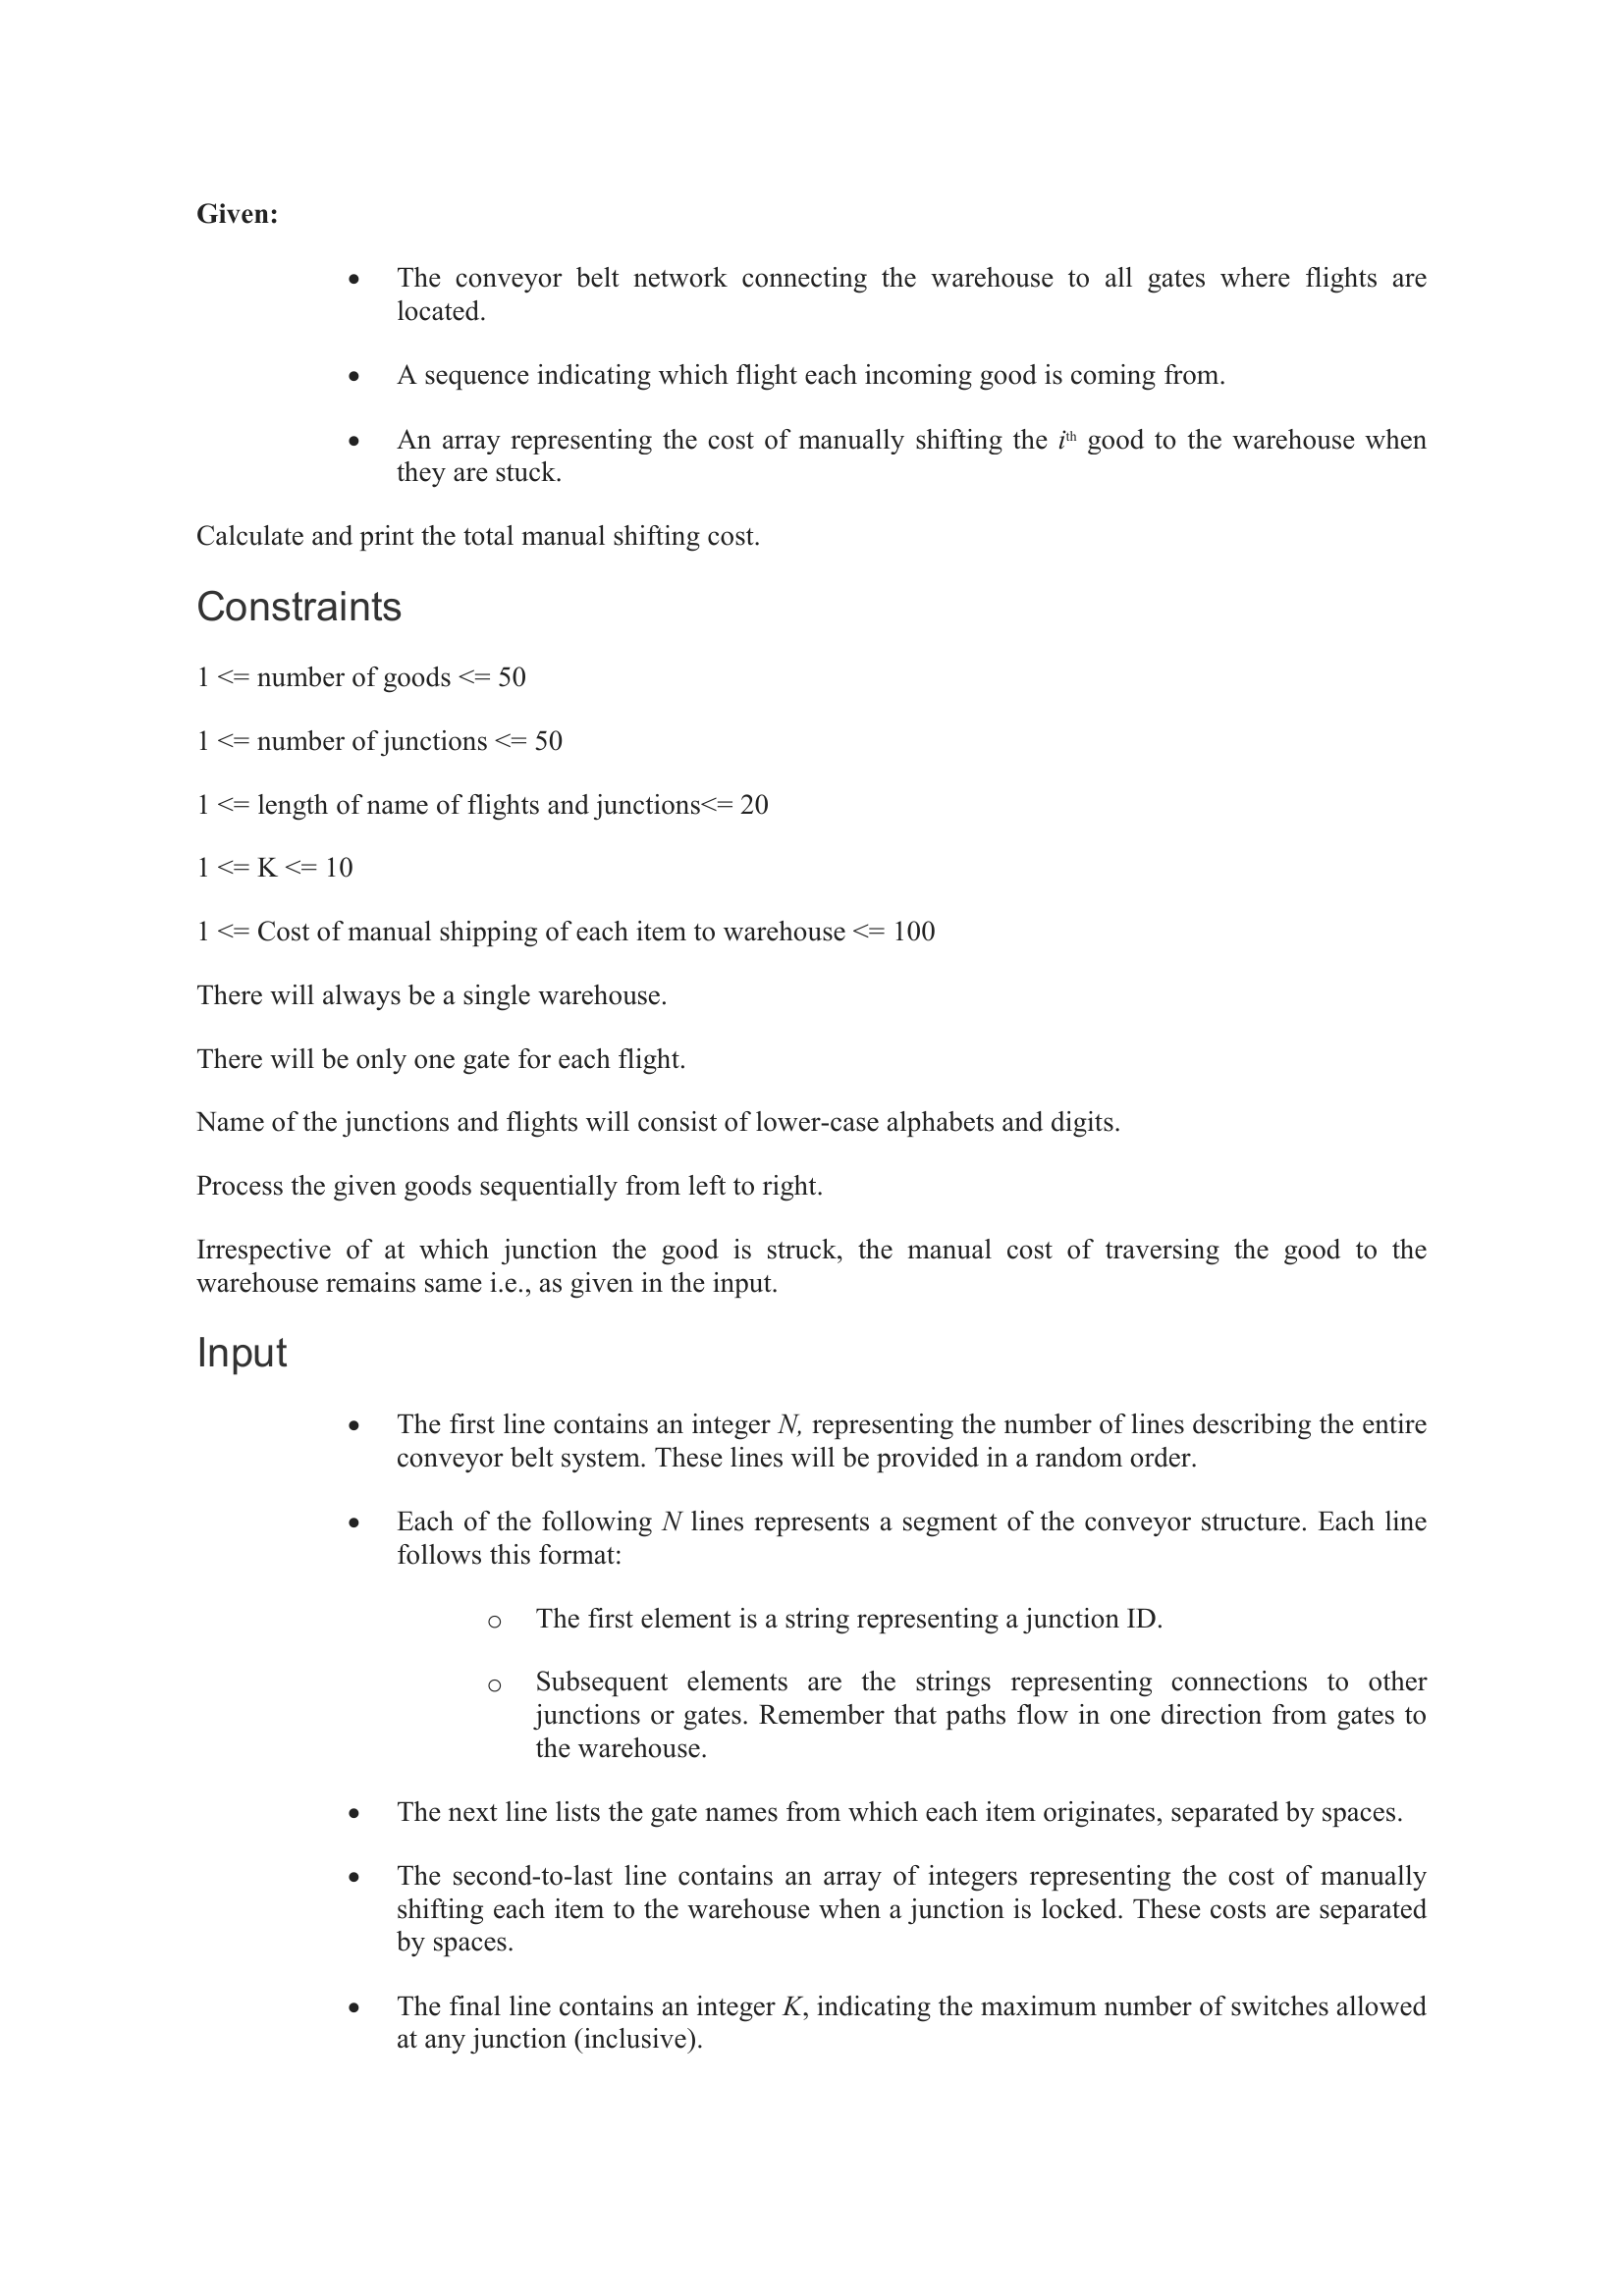 Given:
• The conveyor belt network connecting the warehouse to all gates where flights are
located.
• A sequence indicating which flight each incoming good is coming from.
• An array representing the cost of manually shifting the ith good to the warehouse when
they are stuck.
Calculate and print the total manual shifting cost.
Constraints
1 <= number of goods <= 50
1 <= number of junctions <= 50
1 <= length of name of flights and junctions<= 20
1 <= K <= 10
1 <= Cost of manual shipping of each item to warehouse <= 100
There will always be a single warehouse.
There will be only one gate for each flight.
Name of the junctions and flights will consist of lower-case alphabets and digits.
Process the given goods sequentially from left to right.
Irrespective of at which junction the good is struck, the manual cost of traversing the good to the
warehouse remains same i.e., as given in the input.
Input
• The first line contains an integer N, representing the number of lines describing the entire
conveyor belt system. These lines will be provided in a random order.
• Each of the following N lines represents a segment of the conveyor structure. Each line
follows this format:
o The first element is a string representing a junction ID.
o Subsequent elements are the strings representing connections to other
junctions or gates. Remember that paths flow in one direction from gates to
the warehouse.
• The next line lists the gate names from which each item originates, separated by spaces.
• The second-to-last line contains an array of integers representing the cost of manually
shifting each item to the warehouse when a junction is locked. These costs are separated
by spaces.
• The final line contains an integer K, indicating the maximum number of switches allowed
at any junction (inclusive).